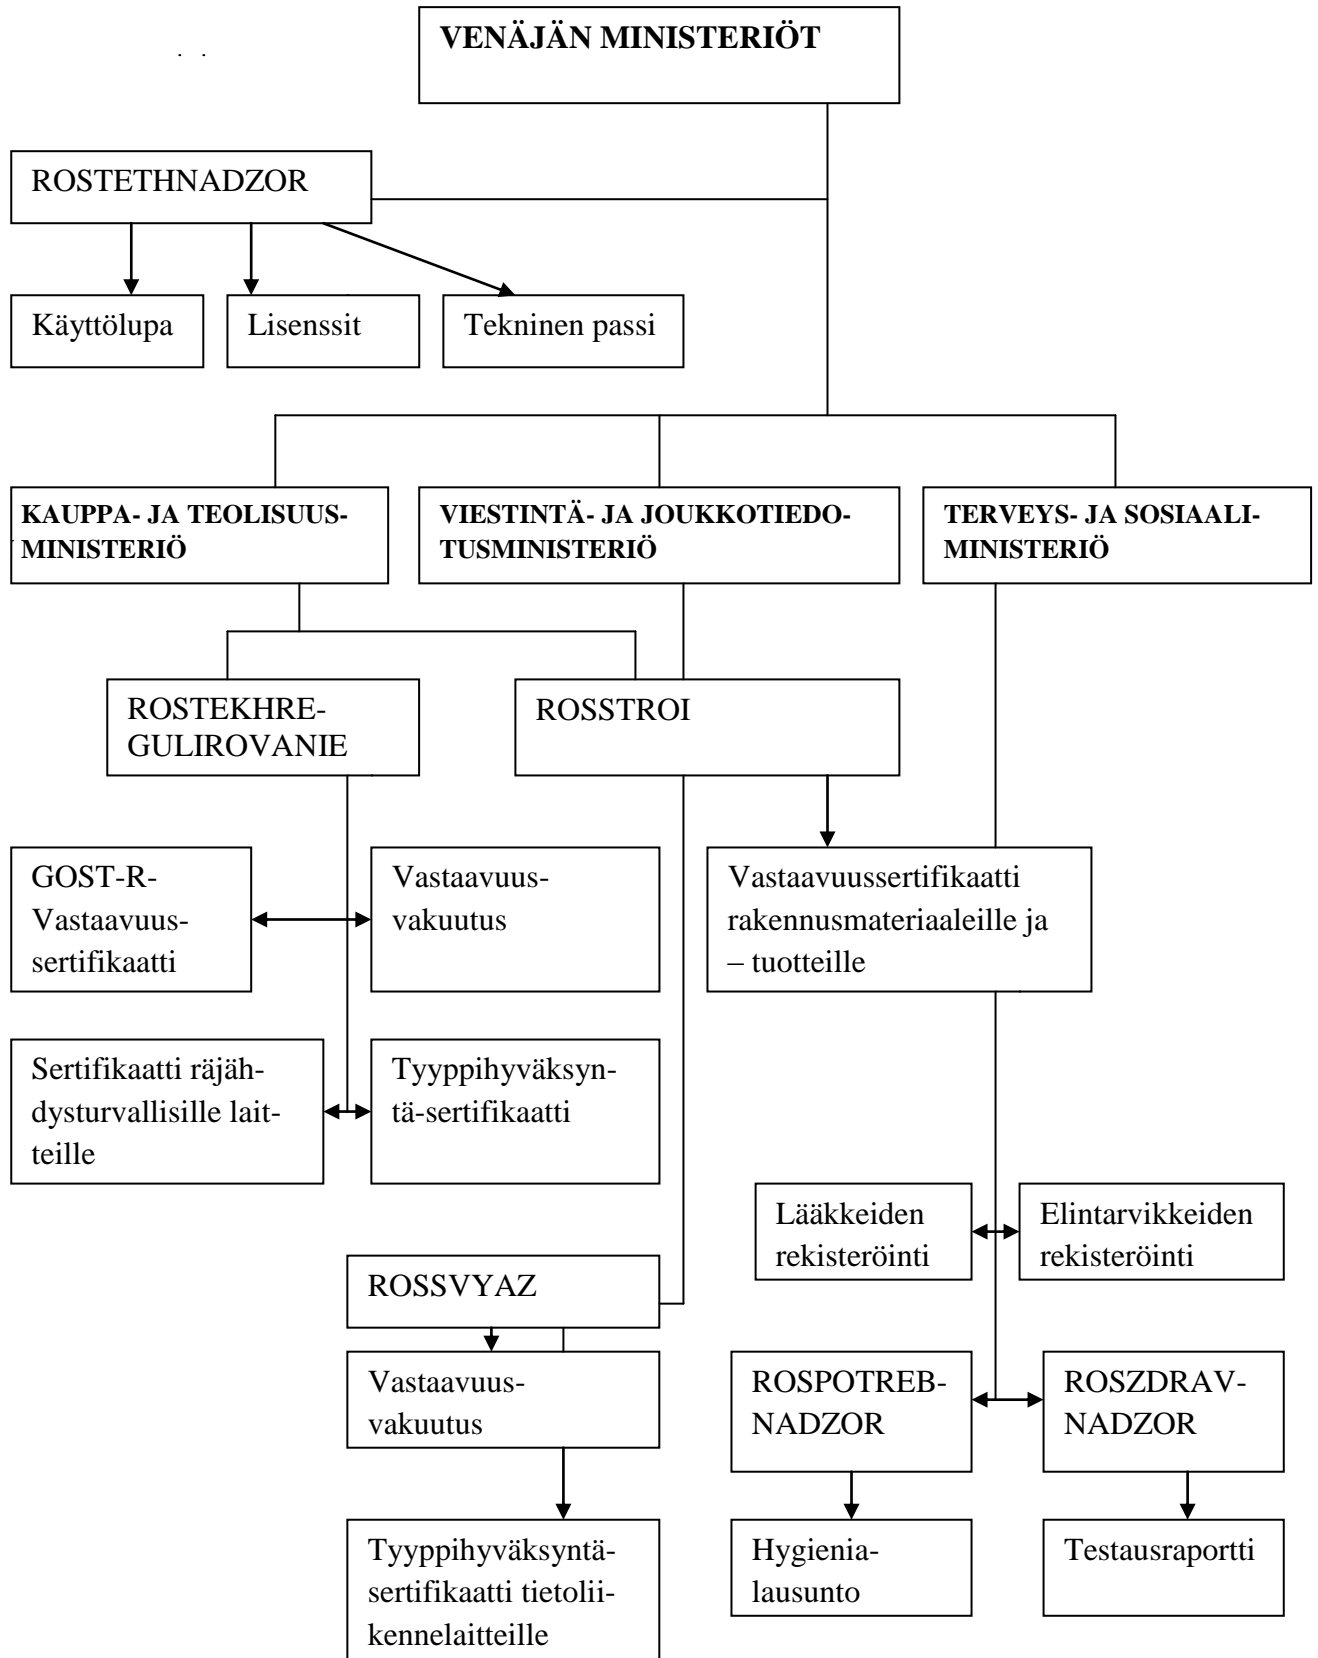 VENÄJÄN MINISTERIÖT
ROSTETHNADZOR
Käyttölupa
Lisenssit
Tekninen passi
KAUPPA- JA TEOLISUUS-
MINISTERIÖ
VIESTINTÄ- JA JOUKKOTIEDO-
TUSMINISTERIÖ
TERVEYS- JA SOSIAALI-
MINISTERIÖ
ROSTEKHRE-
GULIROVANIE
ROSSTROI
GOST-R-
Vastaavuus-
sertifikaatti
Vastaavuus-
vakuutus
Vastaavuussertifikaatti
rakennusmateriaaleille ja
– tuotteille
Sertifikaatti räjäh-
dysturvallisille lait-
teille
Tyyppihyväksyn-
tä-sertifikaatti
Lääkkeiden
rekisteröinti
Elintarvikkeiden
rekisteröinti
ROSSVYAZ
Vastaavuus-
vakuutus
ROSPOTREB-
NADZOR
ROSZDRAV-
NADZOR
Tyyppihyväksyntä-
sertifikaatti tietolii-
kennelaitteille
Hygienia-
lausunto
Testausraportti